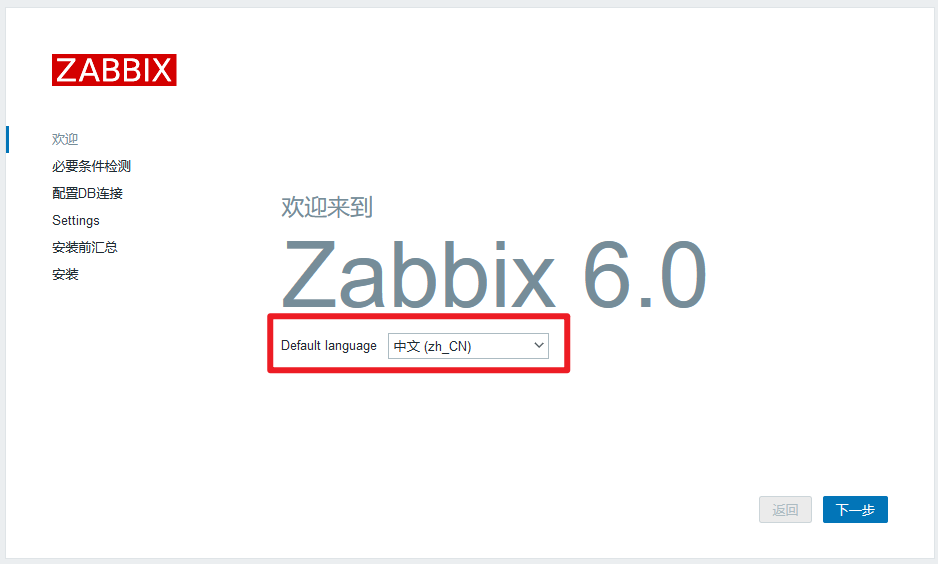 ZABBIX
欢迎
必要条件检测
配置DB连接
Settings
安装前汇总
安装
欢迎来到
Zabbix 6.0
Default language 中文 (zh_CN)
返回 下一步